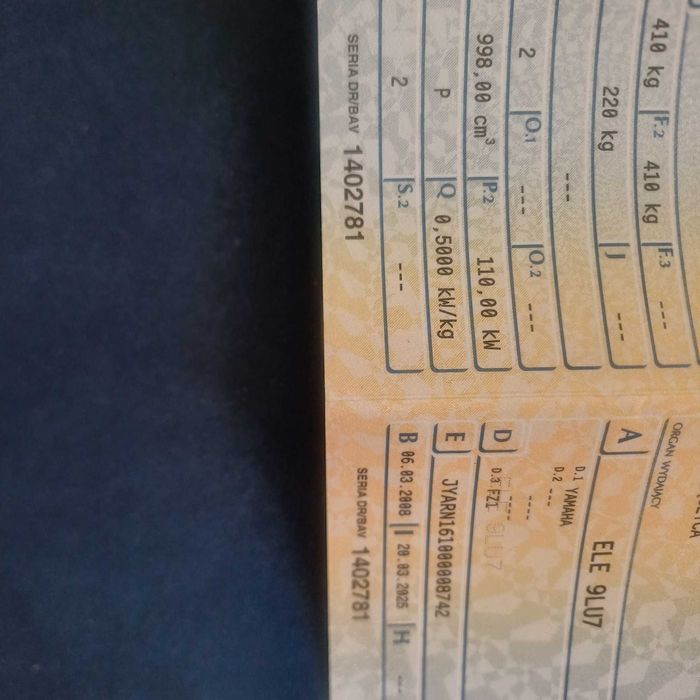 410 kg F.2 410 kg F.3 ---
220 kg J ---
---
2 O.1 --- O.2 ---
998,00 cm³ P.2 110,00 kW
P Q 0,5000 kW/kg
2 S.2 ---
SERIA DR/BAV 1402781
ORGAN WYDAJĄCY
A ELE 9LU7
D.1 YAMAHA
D.2 ---
----
D ----
D.3 FZ1 9LU7
E JYARN161000008742
B 06.03.2008 I 20.03.2025 H ---
SERIA DR/BAV 1402781